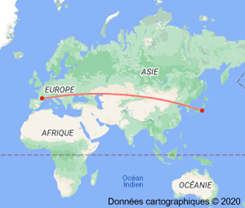 ASIE
EUROPE
AFRIQUE
Océan
Indien
OCÉANIE
Données cartographiques © 2020